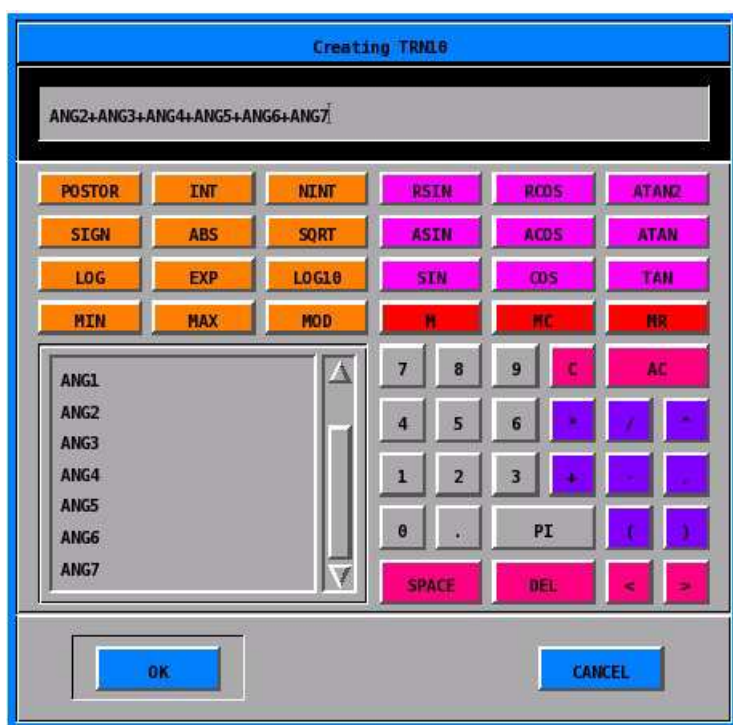 Creating TRN10
ANG2+ANG3+ANG4+ANG5+ANG6+ANG7
POSTOR INT NINT RSIN RCOS ATAN2
SIGN ABS SQRT ASIN ACOS ATAN
LOG EXP LOG10 SIN COS TAN
MIN MAX MOD M MC MR
ANG1
ANG2
ANG3
ANG4
ANG5
ANG6
ANG7
7 8 9 C AC
4 5 6 * / ^
1 2 3 + -
0 . PI ( )
SPACE DEL < >
OK CANCEL